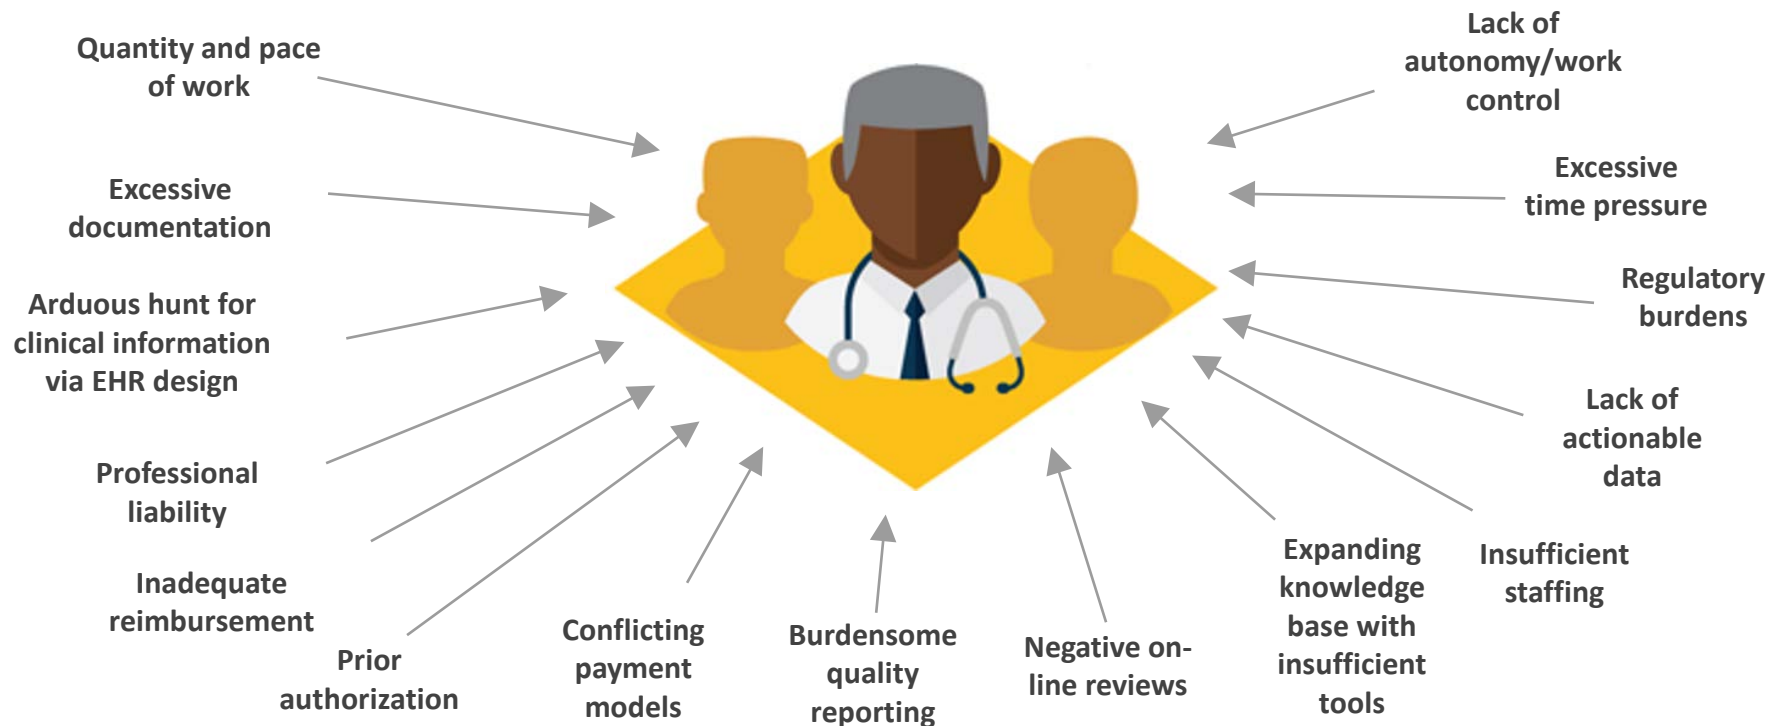 Quantity and pace
of work
Excessive
documentation
Arduous hunt for
clinical information
via EHR design
Professional
liability
Inadequate
reimbursement
Prior
authorization
Conflicting
payment
models
Burdensome
quality
reporting
Negative on-
line reviews
Expanding
knowledge
base with
insufficient
tools
Insufficient
staffing
Lack of
actionable
data
Regulatory
burdens
Excessive
time pressure
Lack of
autonomy/work
control